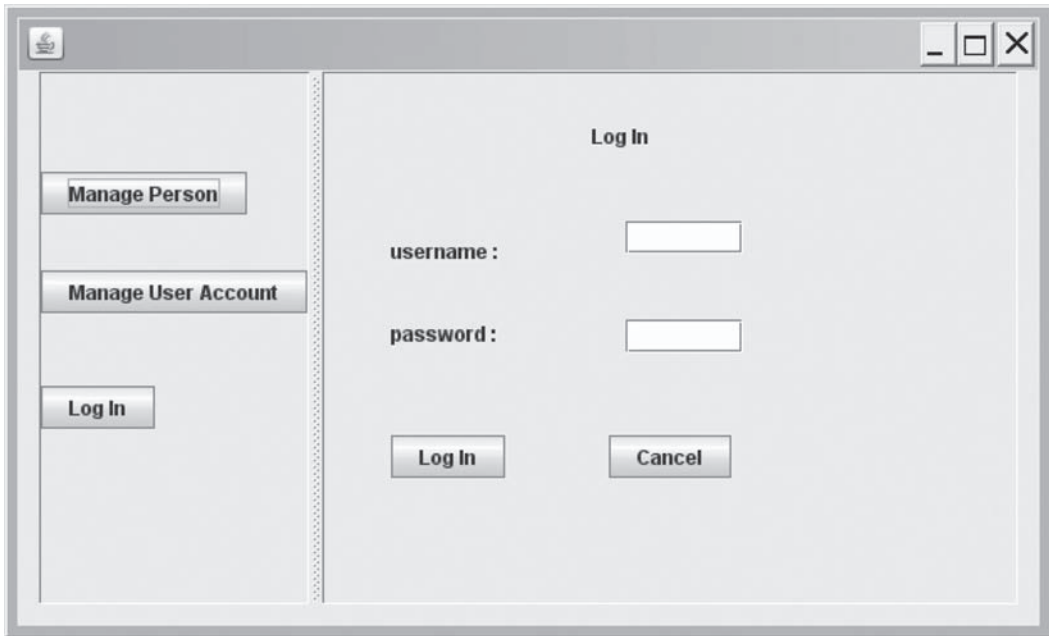 Manage Person
Manage User Account
Log In
Log In
username :
password :
Log In Cancel